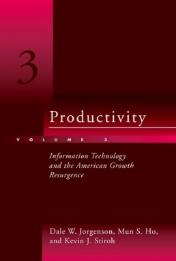 3
Productivity
VOLUME 3
Information Technology
and the American Growth
Resurgence
Dale W. Jorgenson, Mun S. Ho,
and Kevin J. Stiroh